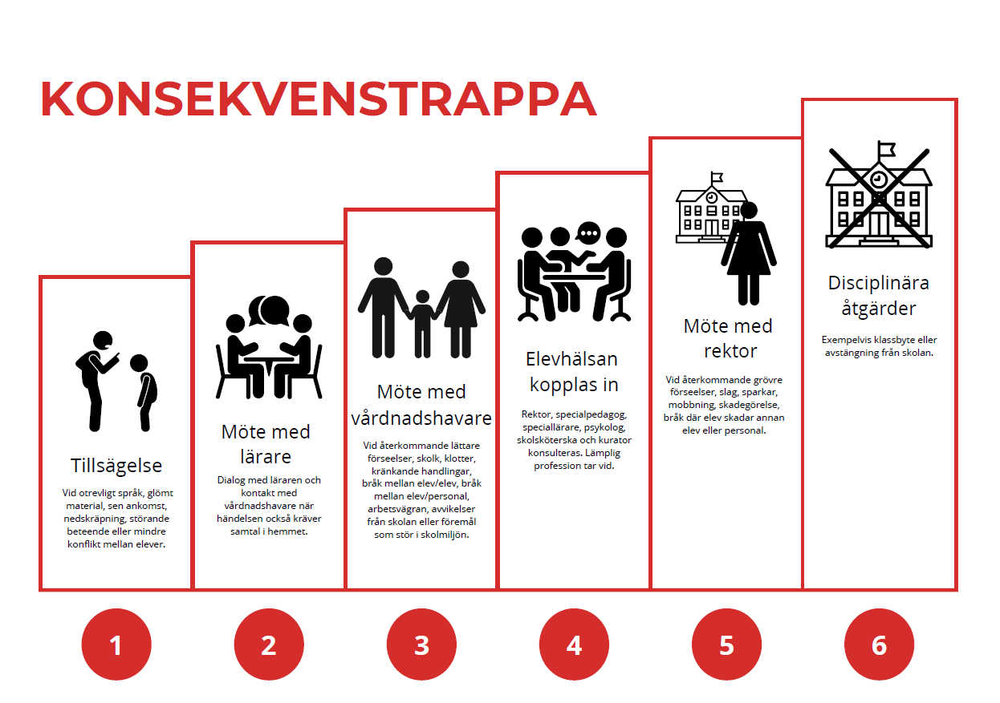 KONSEKVENSTRAPPA
Tillsägelse
Vid otrevligt språk, glömt
material, sen ankomst,
nedskräpning, störande
beteende eller mindre
konflikt mellan elever.
Möte med
lärare
Dialog med läraren och
kontakt med
vårdnadshavare när
händelsen också kräver
samtal i hemmet.
Möte med
vårdnadshavare
Vid återkommande lättare
förseelser, skolk, klotter,
kränkande handlingar,
bråk mellan elev/elev, bråk
mellan elev/personal,
arbetsvägran, avvikelser
från skolan eller föremål
som stör i skolmiljön.
Elevhälsan
kopplas in
Rektor, specialpedagog,
speciallärare, psykolog,
skolsköterska och kurator
konsulteras. Lämplig
profession tar vid.
Möte med
rektor
Vid återkommande grövre
förseelser, slag, sparkar,
mobbning, skadegörelse,
bråk där elev skadar annan
elev eller personal.
Disciplinära
åtgärder
Exempelvis klassbyte eller
avstängning från skolan.
1
2
3
4
5
6